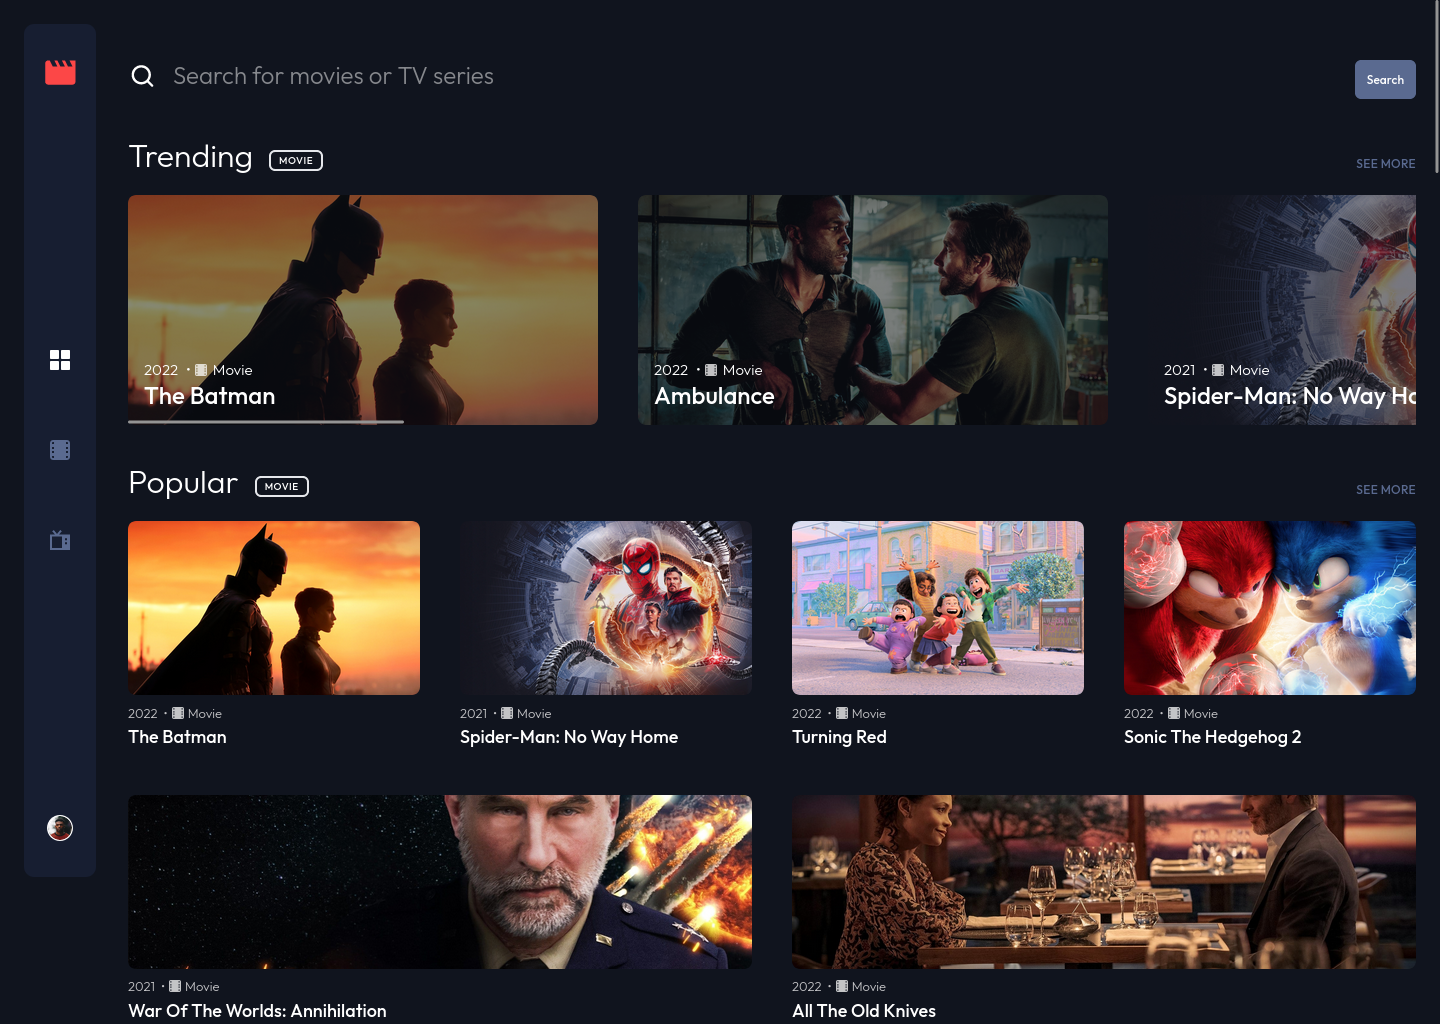 Search for movies or TV series
Search
Trending MOVIE
SEE MORE
2022 · Movie
The Batman
2022 · Movie
Ambulance
2021 · Movie
Spider-Man: No Way Ho
Popular MOVIE
SEE MORE
2022 · Movie
The Batman
2021 · Movie
Spider-Man: No Way Home
2022 · Movie
Turning Red
2022 · Movie
Sonic The Hedgehog 2
2021 · Movie
War Of The Worlds: Annihilation
2022 · Movie
All The Old Knives